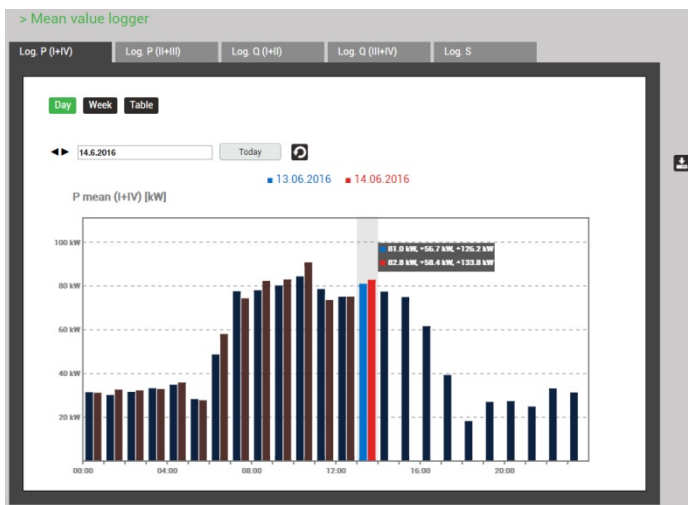 > Mean value logger
Log. P (I+IV) Log. P (II+III) Log. Q (I+II) Log. Q (III+IV) Log. S
Day Week Table
14.6.2016 Today
13.06.2016 14.06.2016
P mean (I+IV) [kW]
100 kW
81.0 kW, -56.7 kW, -126.2 kW
82.8 kW, -58.4 kW, -133.8 kW
80 kW
60 kW
40 kW
20 kW
00:00 04:00 08:00 12:00 16:00 20:00